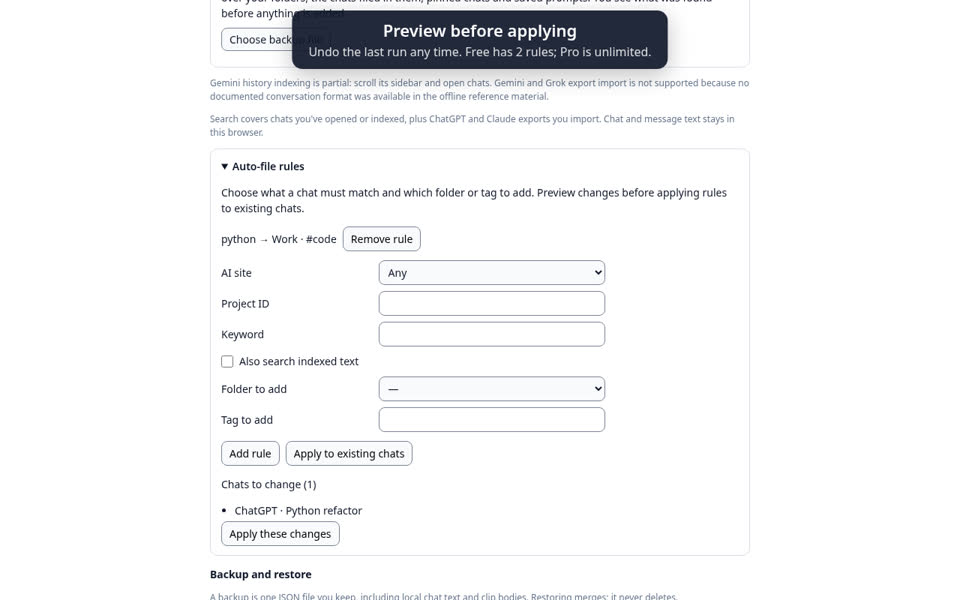 over your folders, the chats filed in them, pinned chats and saved prompts. You see what was found
before anything is added.
Choose backup file
Preview before applying
Undo the last run any time. Free has 2 rules; Pro is unlimited.
Gemini history indexing is partial: scroll its sidebar and open chats. Gemini and Grok export import is not supported because no
documented conversation format was available in the offline reference material.
Search covers chats you've opened or indexed, plus ChatGPT and Claude exports you import. Chat and message text stays in
this browser.
▼ Auto-file rules
Choose what a chat must match and which folder or tag to add. Preview changes before applying rules
to existing chats.
python → Work · #code Remove rule
AI site Any
Project ID
Keyword
Also search indexed text
Folder to add —
Tag to add
Add rule Apply to existing chats
Chats to change (1)
• ChatGPT · Python refactor
Apply these changes
Backup and restore
A backup is one JSON file you keep, including local chat text and clip bodies. Restoring merges; it never deletes.